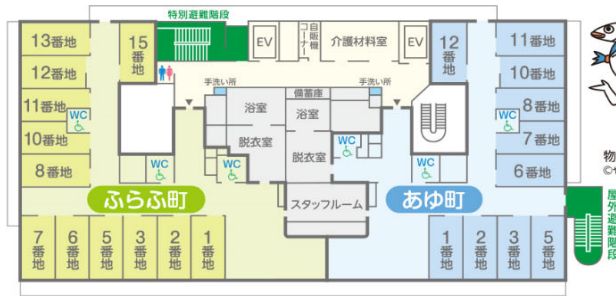 特別避難階段
13番地
15番地
EV
自販機コーナー
介護材料室
EV
12番地
11番地
12番地
10番地
手洗い所
備蓄庫
手洗い所
11番地
浴室
浴室
8番地
WC
WC
10番地
脱衣室
WC
7番地
8番地
WC
WC
脱衣室
WC
6番地
ふらふ町
スタッフルーム
あゆ町
屋外避難階段
7番地
6番地
5番地
3番地
2番地
1番地
1番地
2番地
3番地
5番地